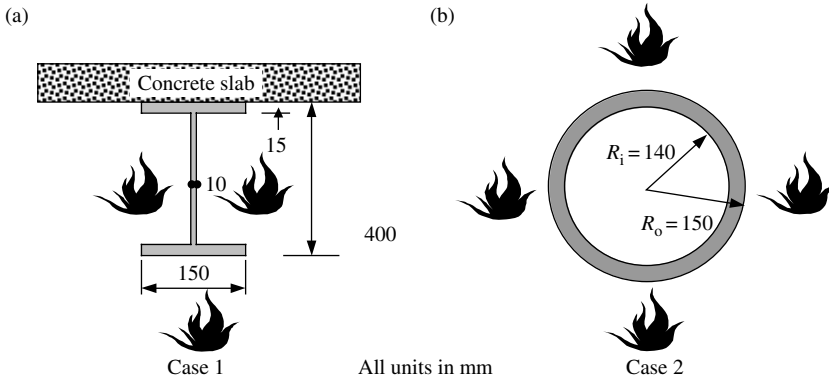 (a)
(b)
Concrete slab
15
10
400
150
R_i = 140
R_o = 150
Case 1
All units in mm
Case 2